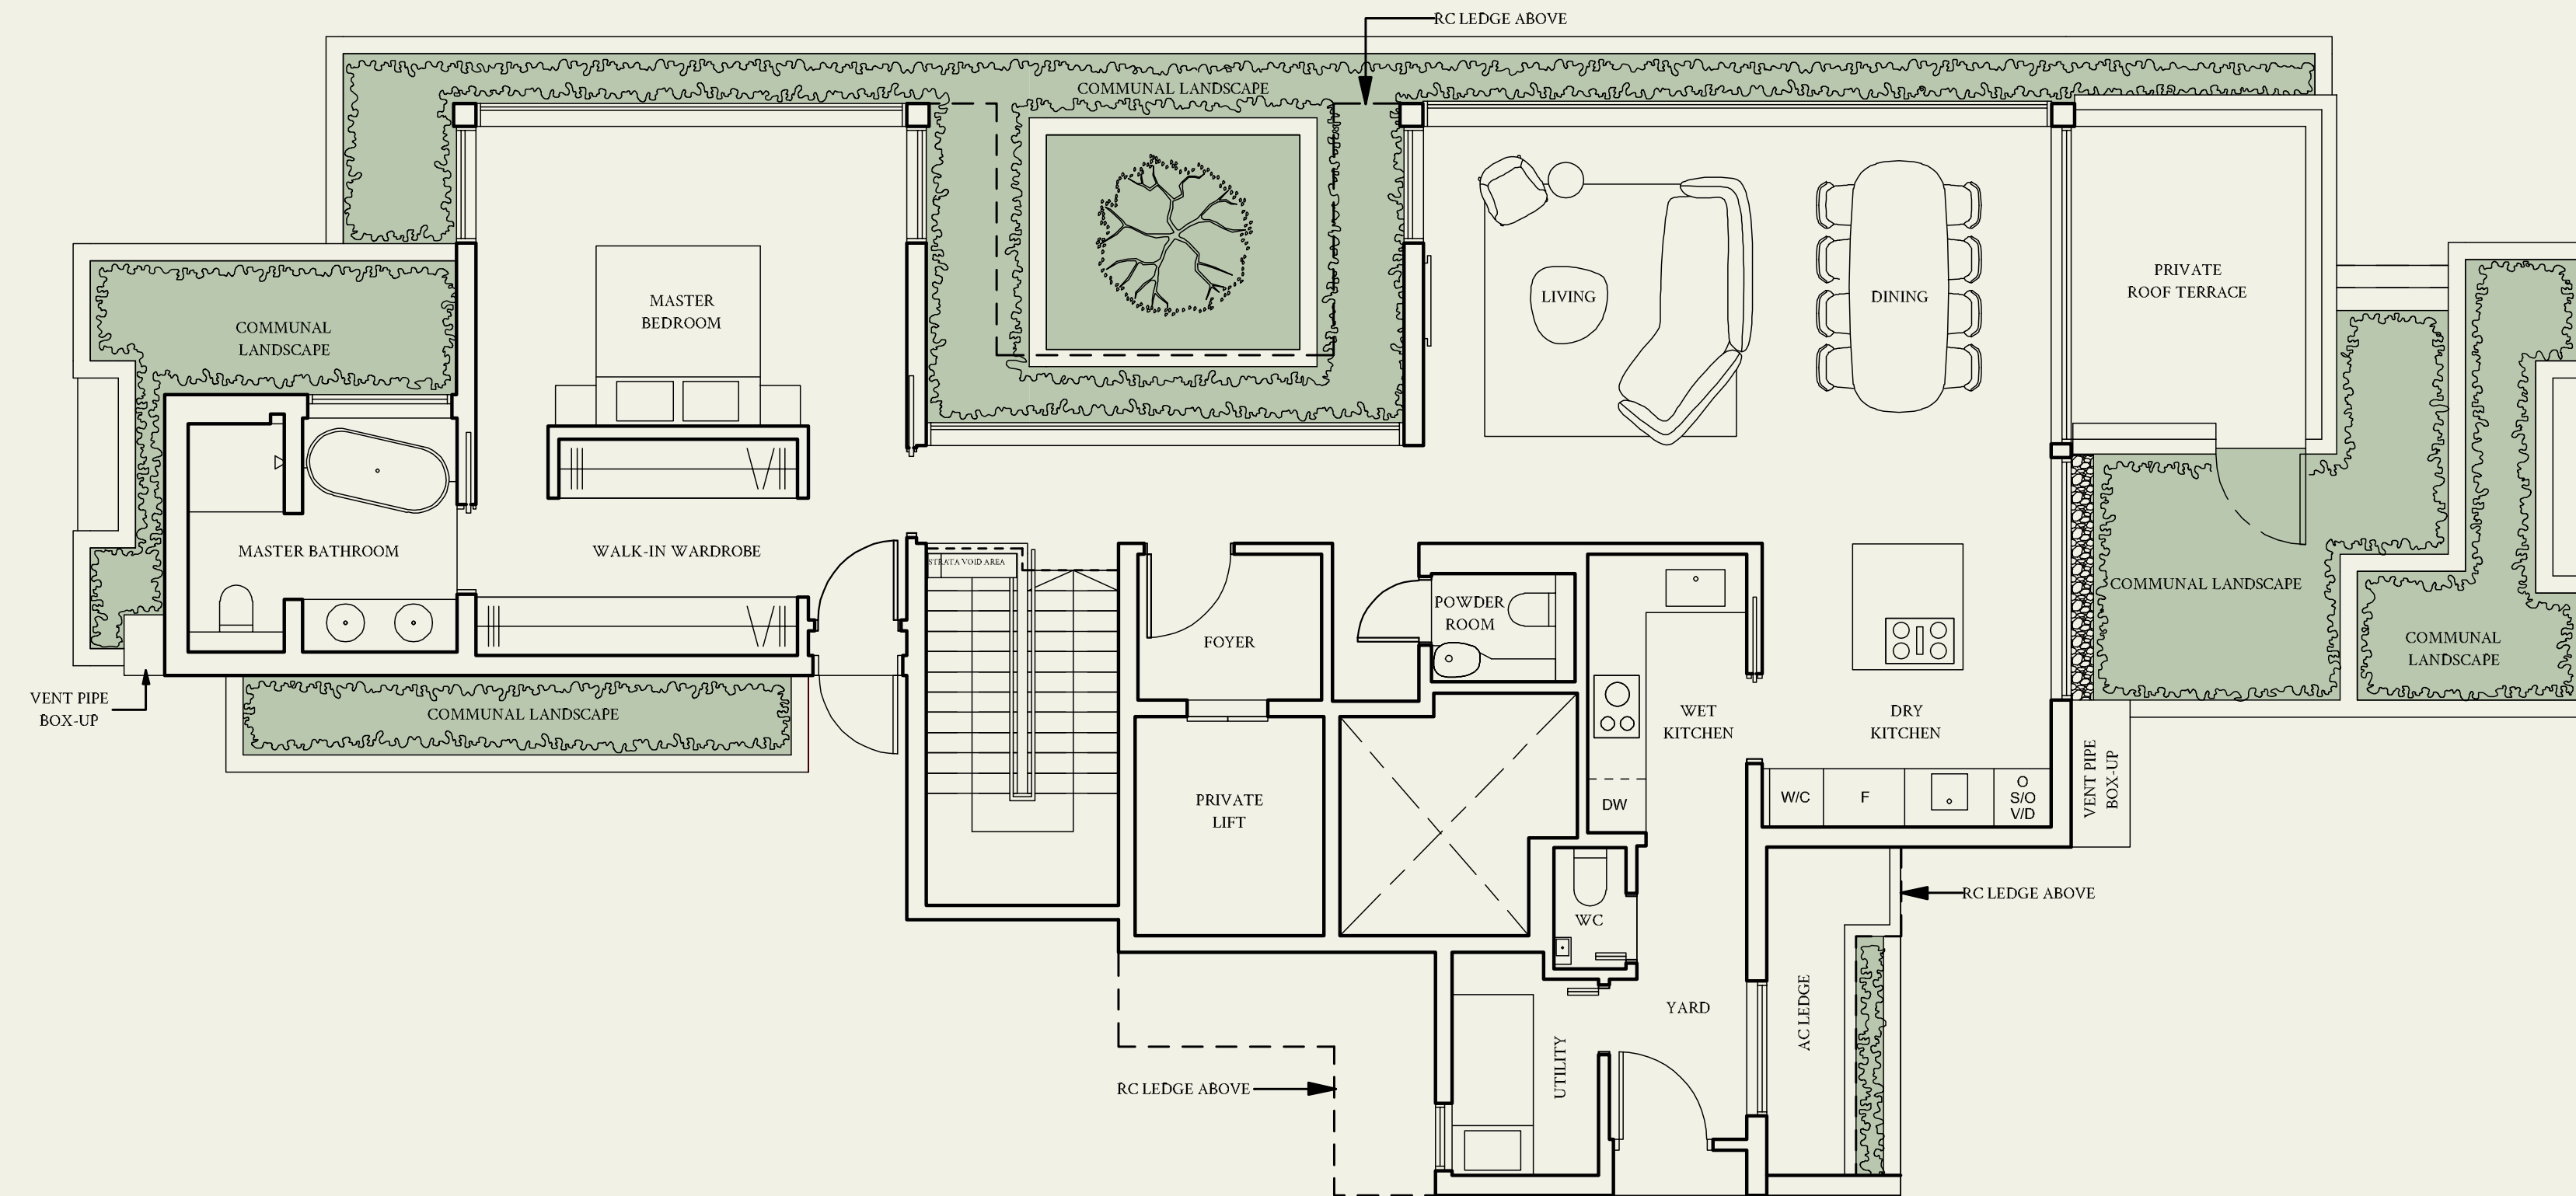 RC LEDGE ABOVE
COMMUNAL LANDSCAPE
PRIVATE
ROOF TERRACE
MASTER
BEDROOM
LIVING
DINING
COMMUNAL
LANDSCAPE
MASTER BATHROOM
WALK-IN WARDROBE
STRATA VOID AREA
COMMUNAL LANDSCAPE
POWDER
ROOM
FOYER
COMMUNAL
LANDSCAPE
VENT PIPE
BOX-UP
COMMUNAL LANDSCAPE
WET
KITCHEN
DRY
KITCHEN
VENT PIPE
BOX-UP
PRIVATE
LIFT
DW
W/C
F
O
S/O
V/D
RC LEDGE ABOVE
WC
YARD
AC LEDGE
UTILITY
RC LEDGE ABOVE